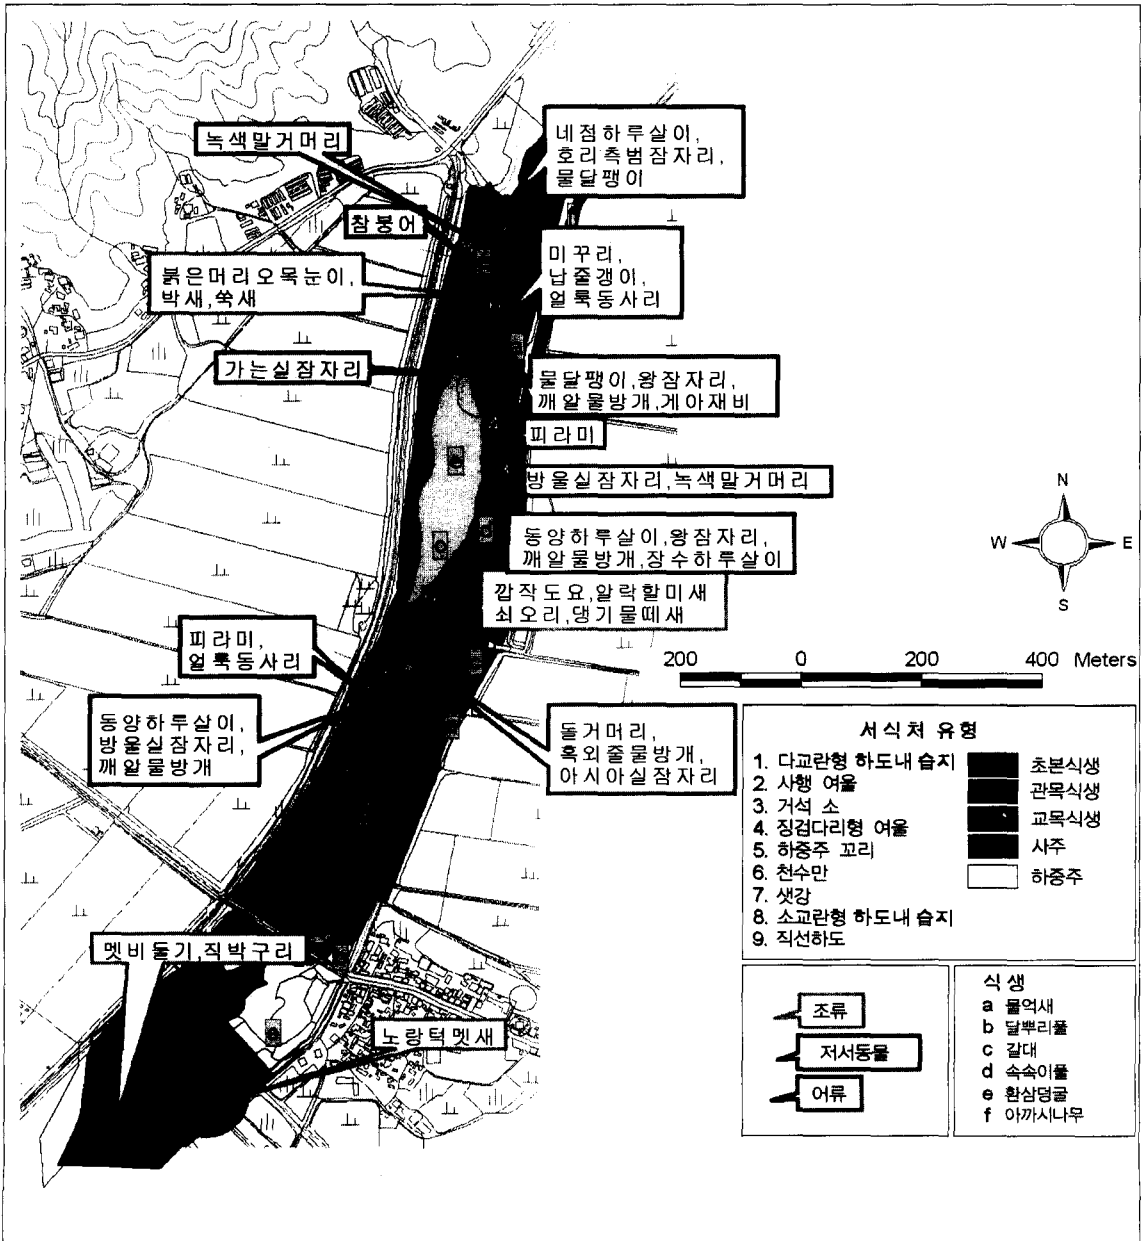 녹색말거머리
네점하루살이,
호리측범잠자리,
물달팽이
참붕어
미꾸리,
납줄갱이,
얼룩동사리
붉은머리오목눈이,
박새,쑥새
가는실잠자리
물달팽이,왕잠자리,
깨알물방개,게아재비
피라미
방울실잠자리,녹색말거머리
동양하루살이,왕잠자리,
깨알물방개,장수하루살이
깝작도요,알락할미새
쇠오리,댕기물떼새
피라미,
얼룩동사리
동양하루살이,
방울실잠자리,
깨알물방개
돌거머리,
혹외줄물방개,
아시아실잠자리
멧비둘기,직박구리
노랑턱멧새
N
W E
S
200 0 200 400 Meters
서식처 유형
1. 다교란형 하도내 습지
2. 사행 여울
3. 거석 소
4. 징검다리형 여울
5. 하중주 꼬리
6. 천수만
7. 샛강
8. 소교란형 하도내 습지
9. 직선하도
초본식생
관목식생
교목식생
사주
하중주
조류
저서동물
어류
식생
a 물억새
b 달뿌리풀
c 갈대
d 속속이풀
e 환삼덩굴
f 아까시나무